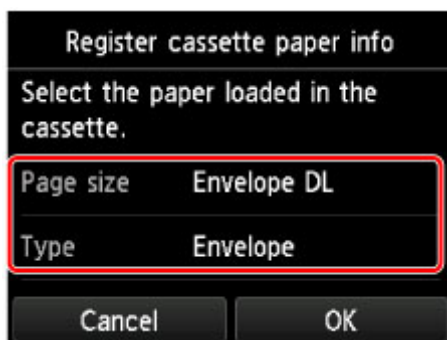 Register cassette paper info
Select the paper loaded in the
cassette.
Page size Envelope DL
Type Envelope
Cancel OK